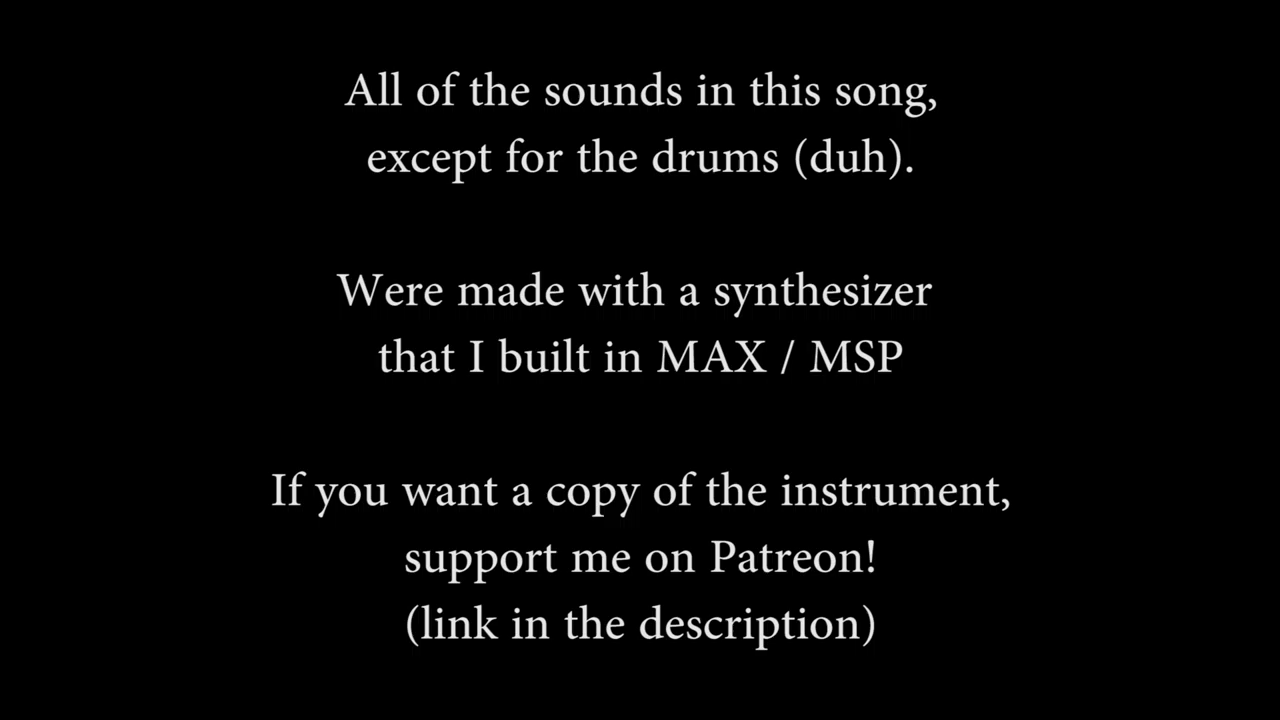 All of the sounds in this song,
except for the drums (duh).
Were made with a synthesizer
that I built in MAX / MSP
If you want a copy of the instrument,
support me on Patreon!
(link in the description)